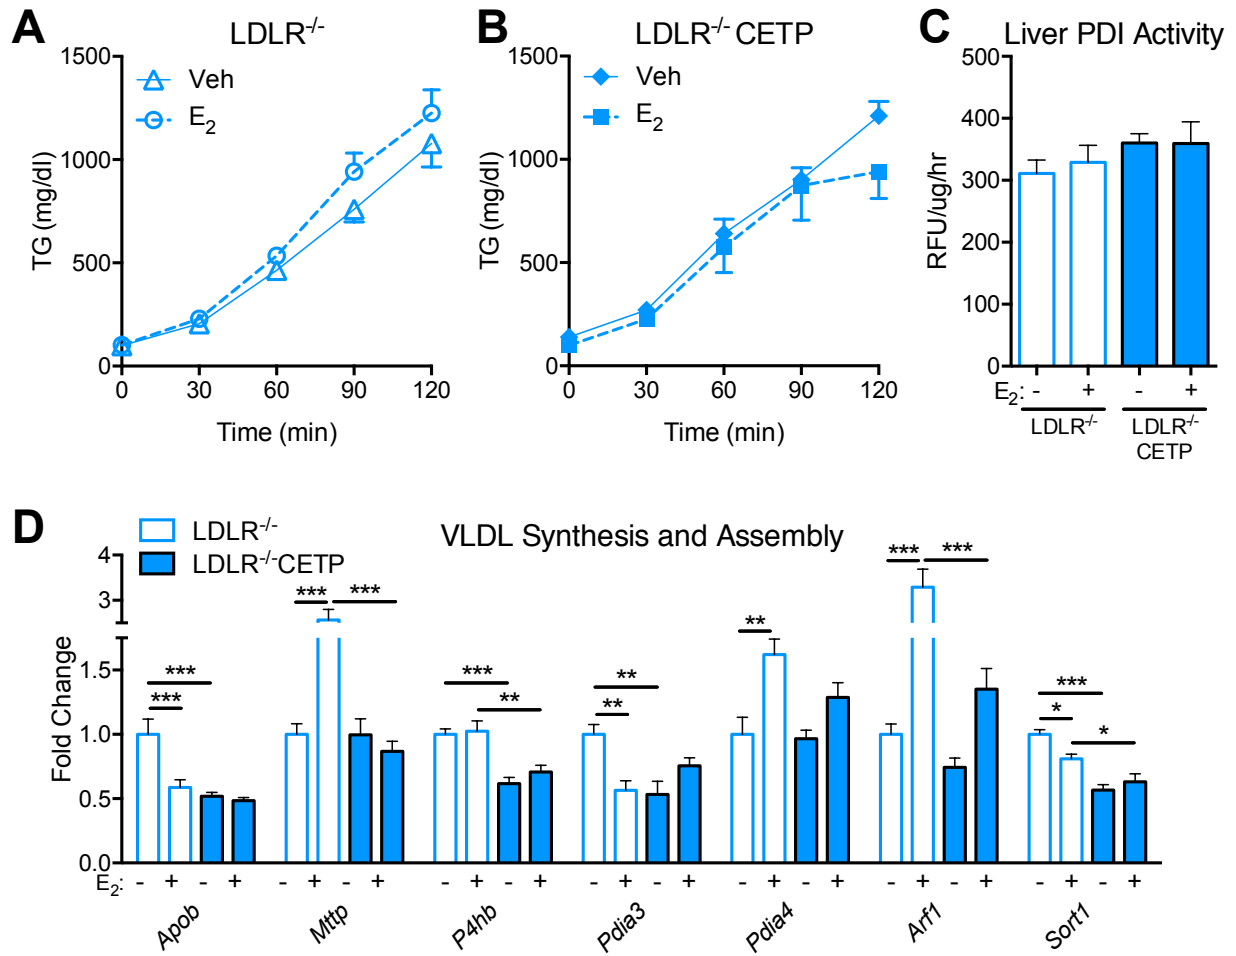 A
LDLR-/-
Veh
E2
TG (mg/dl)
1500
1000
500
0
0 30 60 90 120
Time (min)
B
LDLR-/- CETP
Veh
E2
TG (mg/dl)
1500
1000
500
0
0 30 60 90 120
Time (min)
C
Liver PDI Activity
RFU/ug/hr
500
400
300
200
100
0
E2: - + - +
LDLR-/- LDLR-/-
CETP
D
LDLR-/-
LDLR-/-CETP
VLDL Synthesis and Assembly
Fold Change
4
3
1.5
1.0
0.5
0.0
*** ***
*** ***
*** **
** **
**
*** ***
*** * *
E2: - + - + - + - + - + - + - + - + - + - + - + - + - + - +
Apob Mttp P4hb Pdia3 Pdia4 Arf1 Sort1